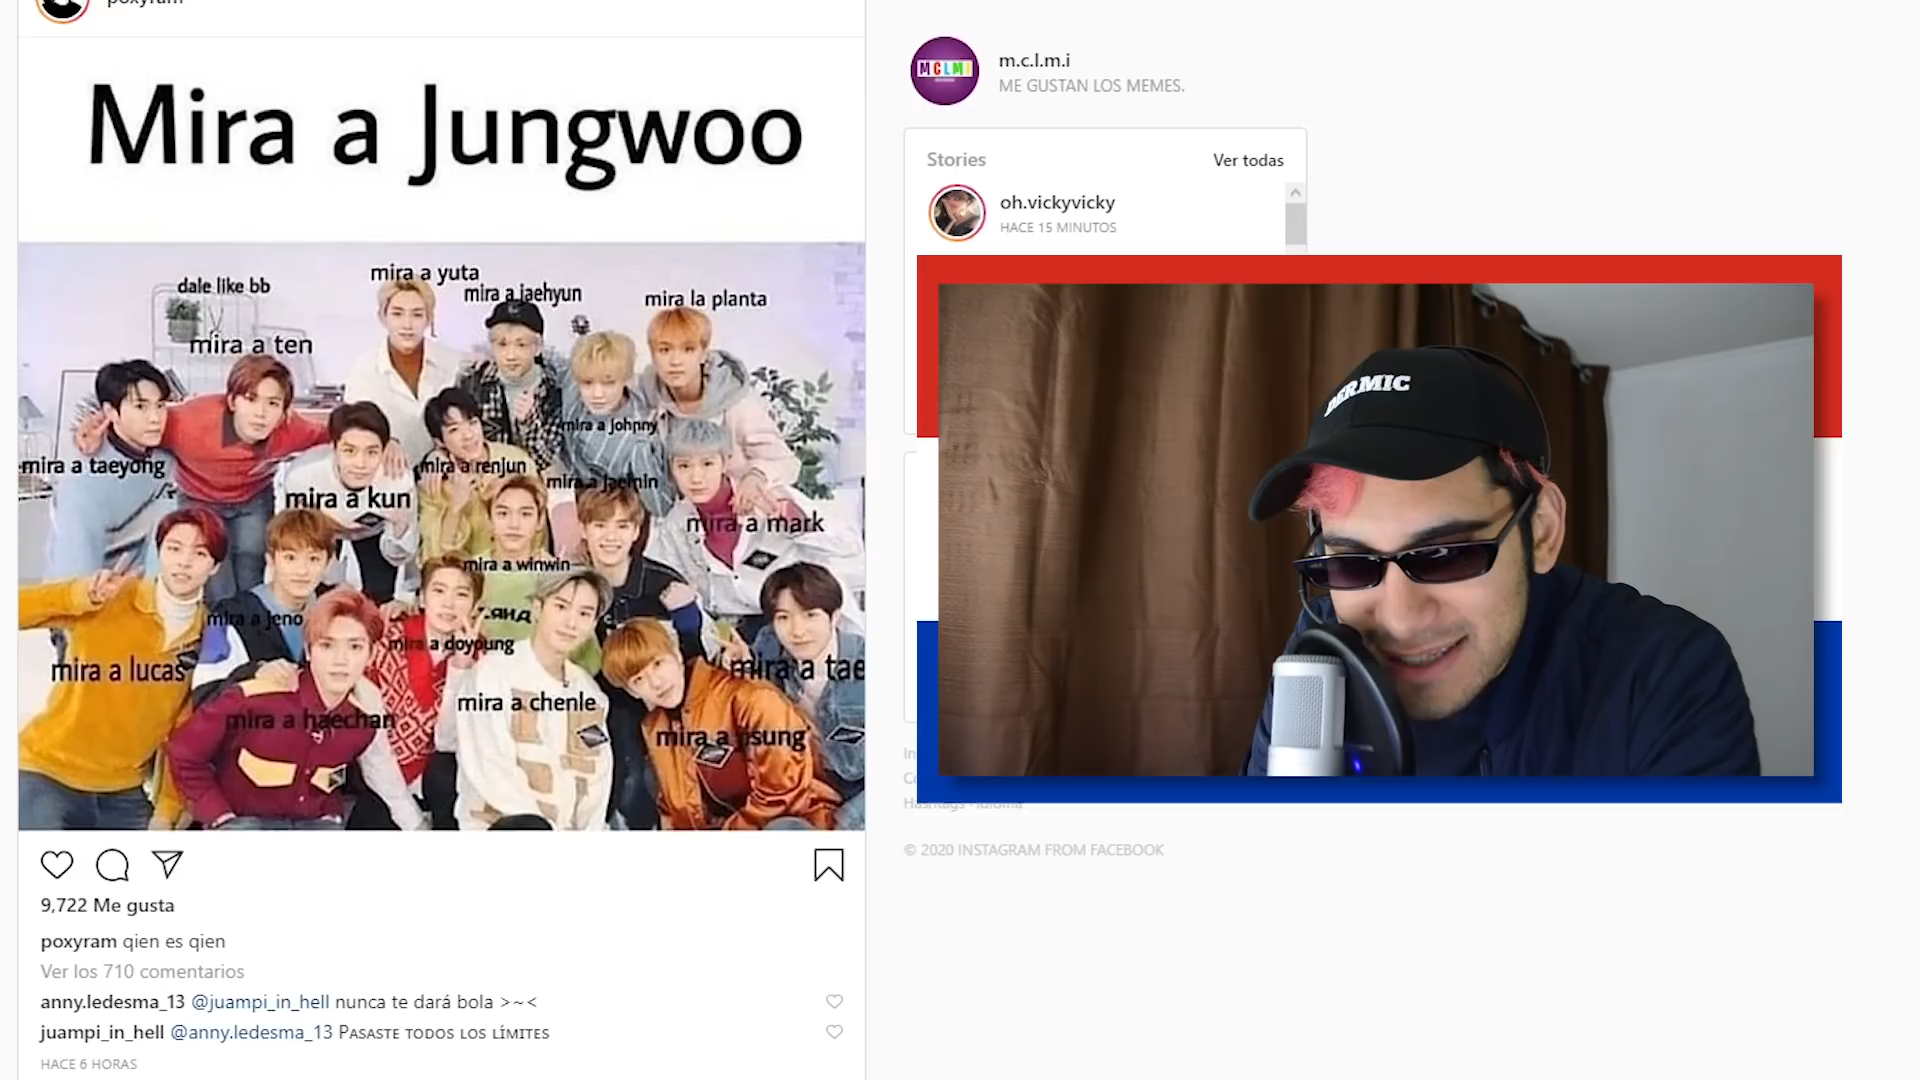 poxyram
Mira a Jungwoo
dale like bb
mira a yuta
mira a jaehyun
mira la planta
mira a ten
mira a johnny
mira a taeyong
mira a renjun
mira a jaemin
mira a kun
mira a mark
mira a winwin
mira a jeno
mira a doyoung
mira a lucas
mira a tae
mira a chenle
mira a haechan
mira a jisung
9,722 Me gusta
poxyram qien es qien
Ver los 710 comentarios
anny.ledesma_13 @juampi_in_hell nunca te dará bola >~<
juampi_in_hell @anny.ledesma_13 Pasaste todos los límites
HACE 6 HORAS
MCLMI
m.c.l.m.i
ME GUSTAN LOS MEMES.
Stories
Ver todas
oh.vickyvicky
HACE 15 MINUTOS
DERMIC
Hashtags · Idioma
© 2020 INSTAGRAM FROM FACEBOOK